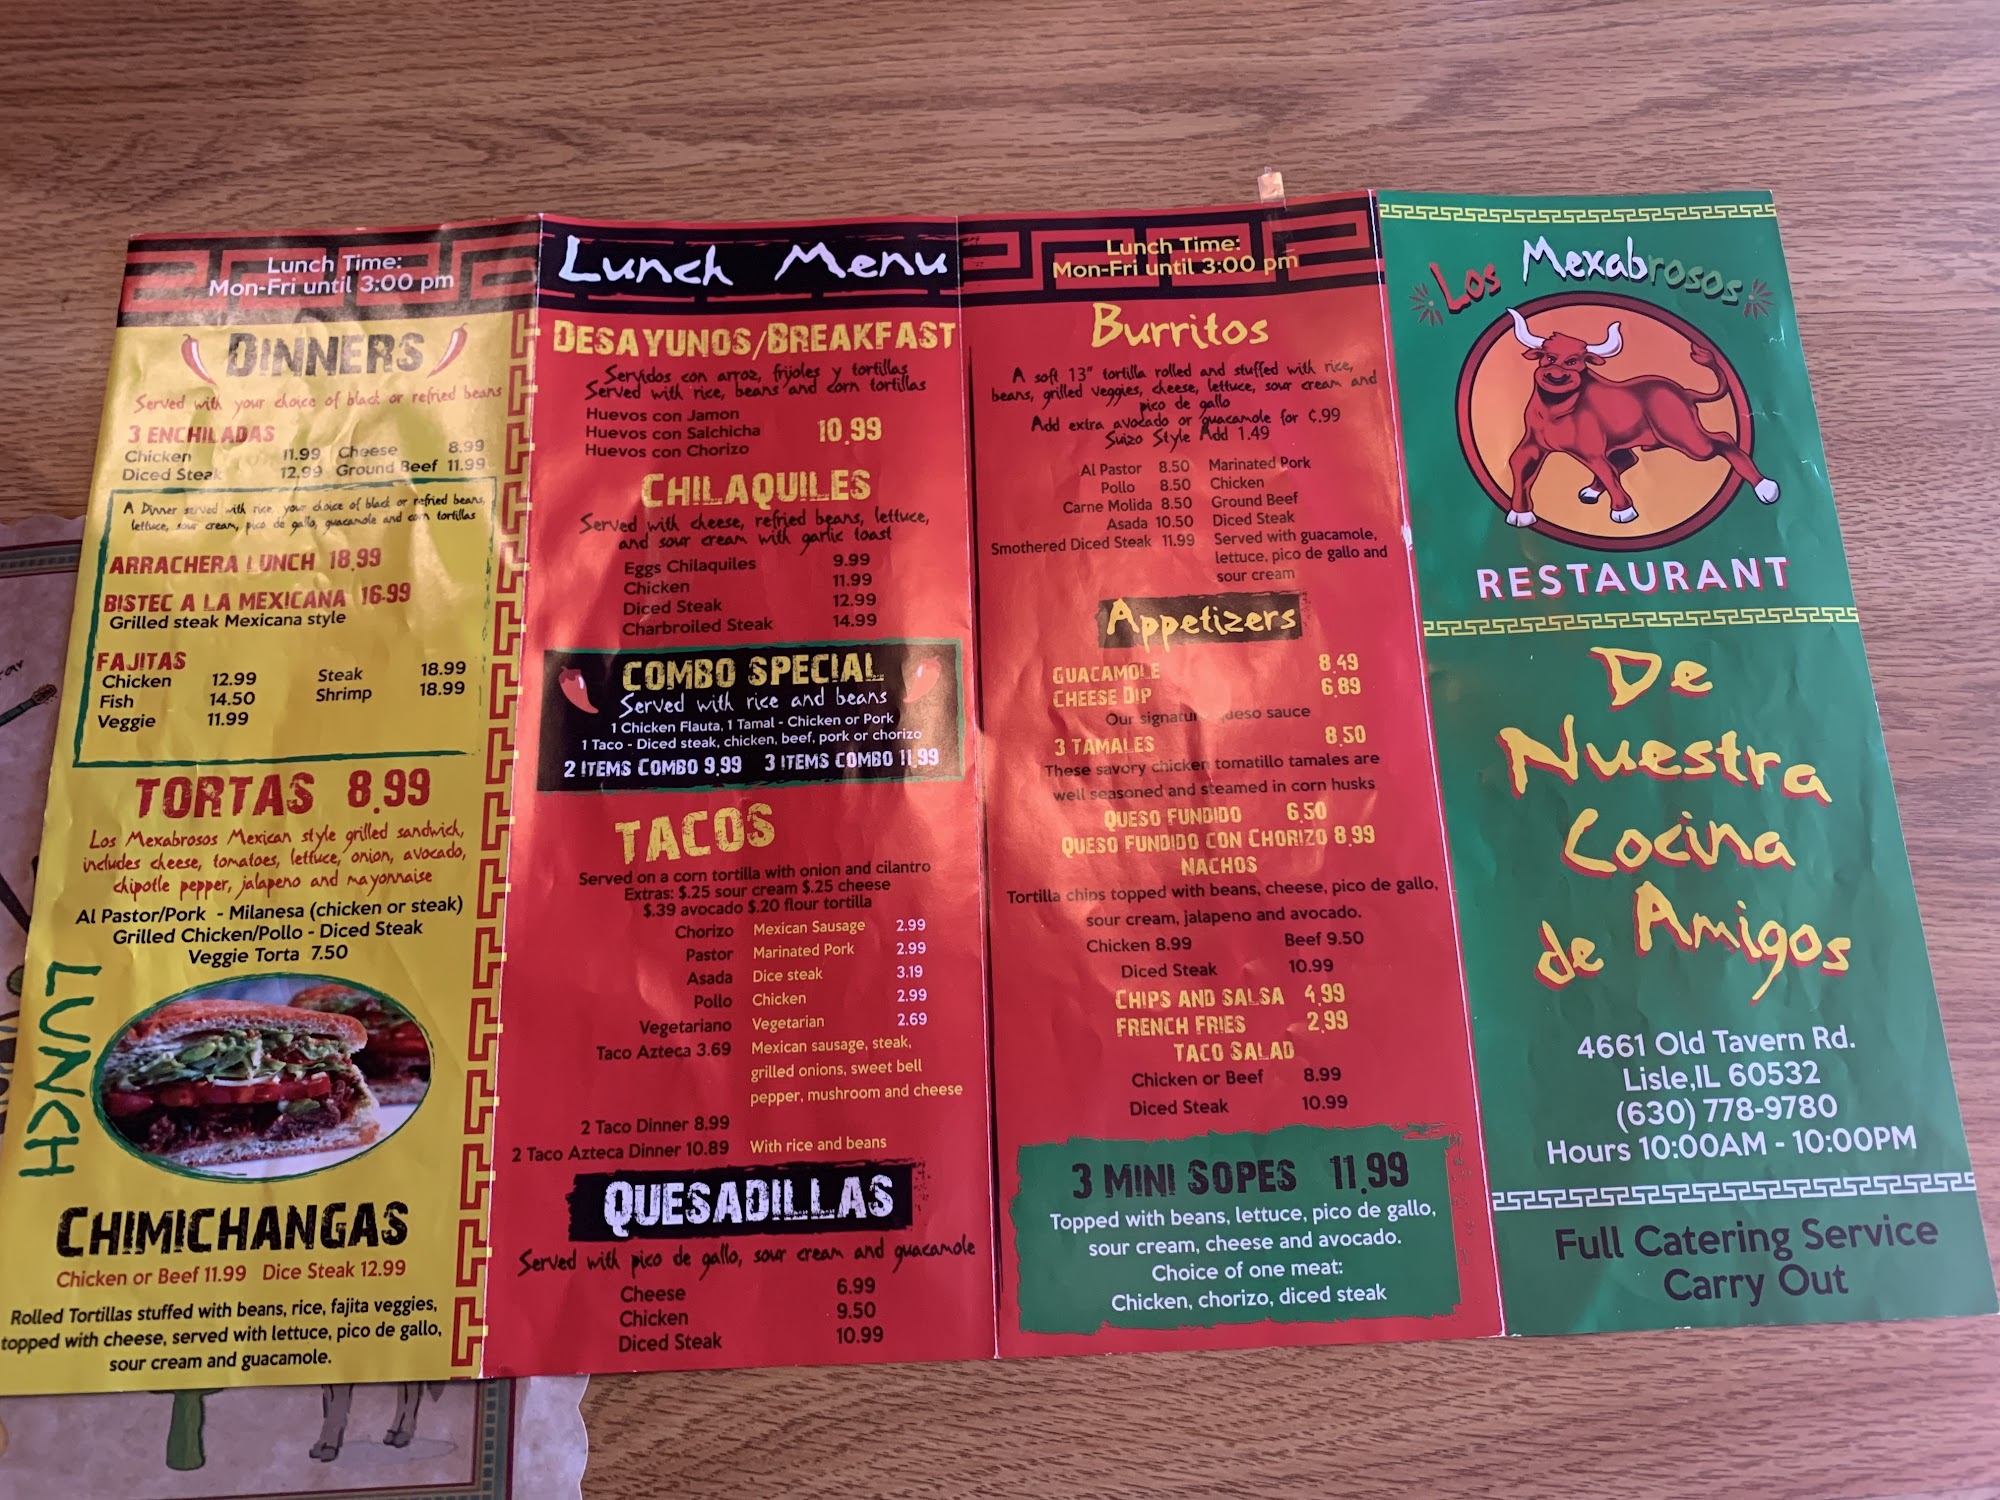 Lunch Time:
Mon-Fri until 3:00 pm
DINNERS
Served with your choice of black or refried beans
3 ENCHILADAS
Chicken 11.99 Cheese 8.99
Diced Steak 12.99 Ground Beef 11.99
A Dinner served with rice, your choice of black or refried beans,
lettuce, sour cream, pico de gallo, guacamole and corn tortillas
ARRACHERA LUNCH 18.99
BISTEC A LA MEXICANA 16.99
Grilled steak Mexicana style
FAJITAS
Chicken 12.99 Steak 18.99
Fish 14.50 Shrimp 18.99
Veggie 11.99
TORTAS 8.99
Los Mexabrosos Mexican style grilled sandwich,
includes cheese, tomatoes, lettuce, onion, avocado,
chipotle pepper, jalapeno and mayonnaise
Al Pastor/Pork - Milanesa (chicken or steak)
Grilled Chicken/Pollo - Diced Steak
Veggie Torta 7.50
LUNCH
CHIMICHANGAS
Chicken or Beef 11.99 Dice Steak 12.99
Rolled Tortillas stuffed with beans, rice, fajita veggies,
topped with cheese, served with lettuce, pico de gallo,
sour cream and guacamole.
Lunch Menu
DESAYUNOS/BREAKFAST
Servidos con arroz, frijoles y tortillas
Served with rice, beans and corn tortillas
Huevos con Jamon
Huevos con Salchicha 10.99
Huevos con Chorizo
CHILAQUILES
Served with cheese, refried beans, lettuce,
and sour cream with garlic toast
Eggs Chilaquiles 9.99
Chicken 11.99
Diced Steak 12.99
Charbroiled Steak 14.99
COMBO SPECIAL
Served with rice and beans
1 Chicken Flauta, 1 Tamal - Chicken or Pork
1 Taco - Diced steak, chicken, beef, pork or chorizo
2 ITEMS COMBO 9.99 3 ITEMS COMBO 11.99
TACOS
Served on a corn tortilla with onion and cilantro
Extras: $.25 sour cream $.25 cheese
$.39 avocado $.20 flour tortilla
Chorizo Mexican Sausage 2.99
Pastor Marinated Pork 2.99
Asada Dice steak 3.19
Pollo Chicken 2.99
Vegetariano Vegetarian 2.69
Taco Azteca 3.69 Mexican sausage, steak,
grilled onions, sweet bell
pepper, mushroom and cheese
2 Taco Dinner 8.99
2 Taco Azteca Dinner 10.89 With rice and beans
QUESADILLAS
Served with pico de gallo, sour cream and guacamole
Cheese 6.99
Chicken 9.50
Diced Steak 10.99
Lunch Time:
Mon-Fri until 3:00 pm
Burritos
A soft 13" tortilla rolled and stuffed with rice,
beans, grilled veggies, cheese, lettuce, sour cream and
pico de gallo
Add extra avocado or guacamole for ¢.99
Suizo Style Add 1.49
Al Pastor 8.50 Marinated Pork
Pollo 8.50 Chicken
Carne Molida 8.50 Ground Beef
Asada 10.50 Diced Steak
Smothered Diced Steak 11.99 Served with guacamole,
lettuce, pico de gallo and
sour cream
Appetizers
GUACAMOLE 8.49
CHEESE DIP 6.89
Our signature queso sauce
3 TAMALES 8.50
These savory chicken tomatillo tamales are
well seasoned and steamed in corn husks
QUESO FUNDIDO 6.50
QUESO FUNDIDO CON CHORIZO 8.99
NACHOS
Tortilla chips topped with beans, cheese, pico de gallo,
sour cream, jalapeno and avocado.
Chicken 8.99 Beef 9.50
Diced Steak 10.99
CHIPS AND SALSA 4.99
FRENCH FRIES 2.99
TACO SALAD
Chicken or Beef 8.99
Diced Steak 10.99
3 MINI SOPES 11.99
Topped with beans, lettuce, pico de gallo,
sour cream, cheese and avocado.
Choice of one meat:
Chicken, chorizo, diced steak
Los Mexabrosos
RESTAURANT
De
Nuestra
Cocina
de Amigos
4661 Old Tavern Rd.
Lisle,IL 60532
(630) 778-9780
Hours 10:00AM - 10:00PM
Full Catering Service
Carry Out